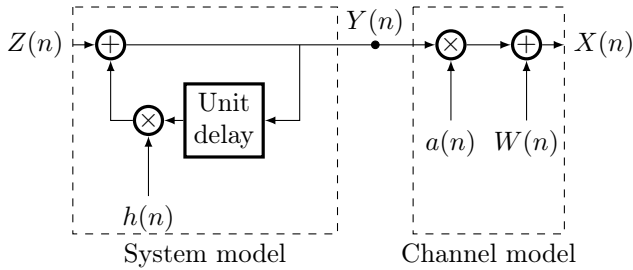 Y(n)
Z(n)
+
×
+
X(n)
Unit
delay
×
a(n)
W(n)
h(n)
System model
Channel model